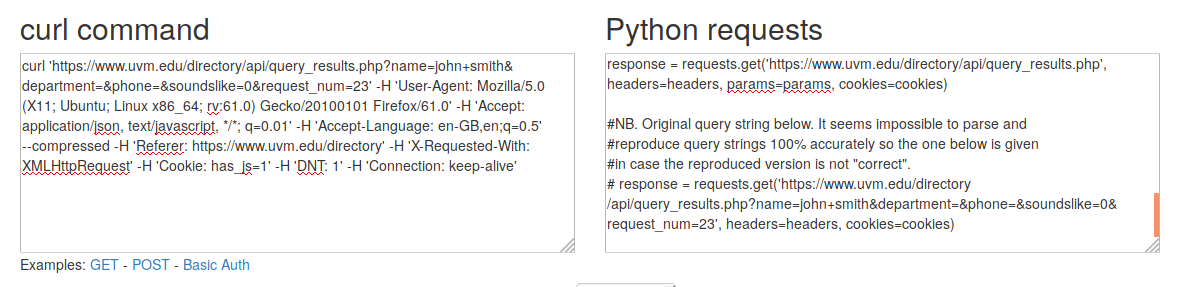 curl command
curl 'https://www.uvm.edu/directory/api/query_results.php?name=john+smith&
department=&phone=&soundslike=0&request_num=23' -H 'User-Agent: Mozilla/5.0
(X11; Ubuntu; Linux x86_64; rv:61.0) Gecko/20100101 Firefox/61.0' -H 'Accept:
application/json, text/javascript, */*; q=0.01' -H 'Accept-Language: en-GB,en;q=0.5'
--compressed -H 'Referer: https://www.uvm.edu/directory' -H 'X-Requested-With:
XMLHttpRequest' -H 'Cookie: has_js=1' -H 'DNT: 1' -H 'Connection: keep-alive'
Examples: GET - POST - Basic Auth
Python requests
response = requests.get('https://www.uvm.edu/directory/api/query_results.php',
headers=headers, params=params, cookies=cookies)
#NB. Original query string below. It seems impossible to parse and
#reproduce query strings 100% accurately so the one below is given
#in case the reproduced version is not "correct".
# response = requests.get('https://www.uvm.edu/directory
/api/query_results.php?name=john+smith&department=&phone=&soundslike=0&
request_num=23', headers=headers, cookies=cookies)